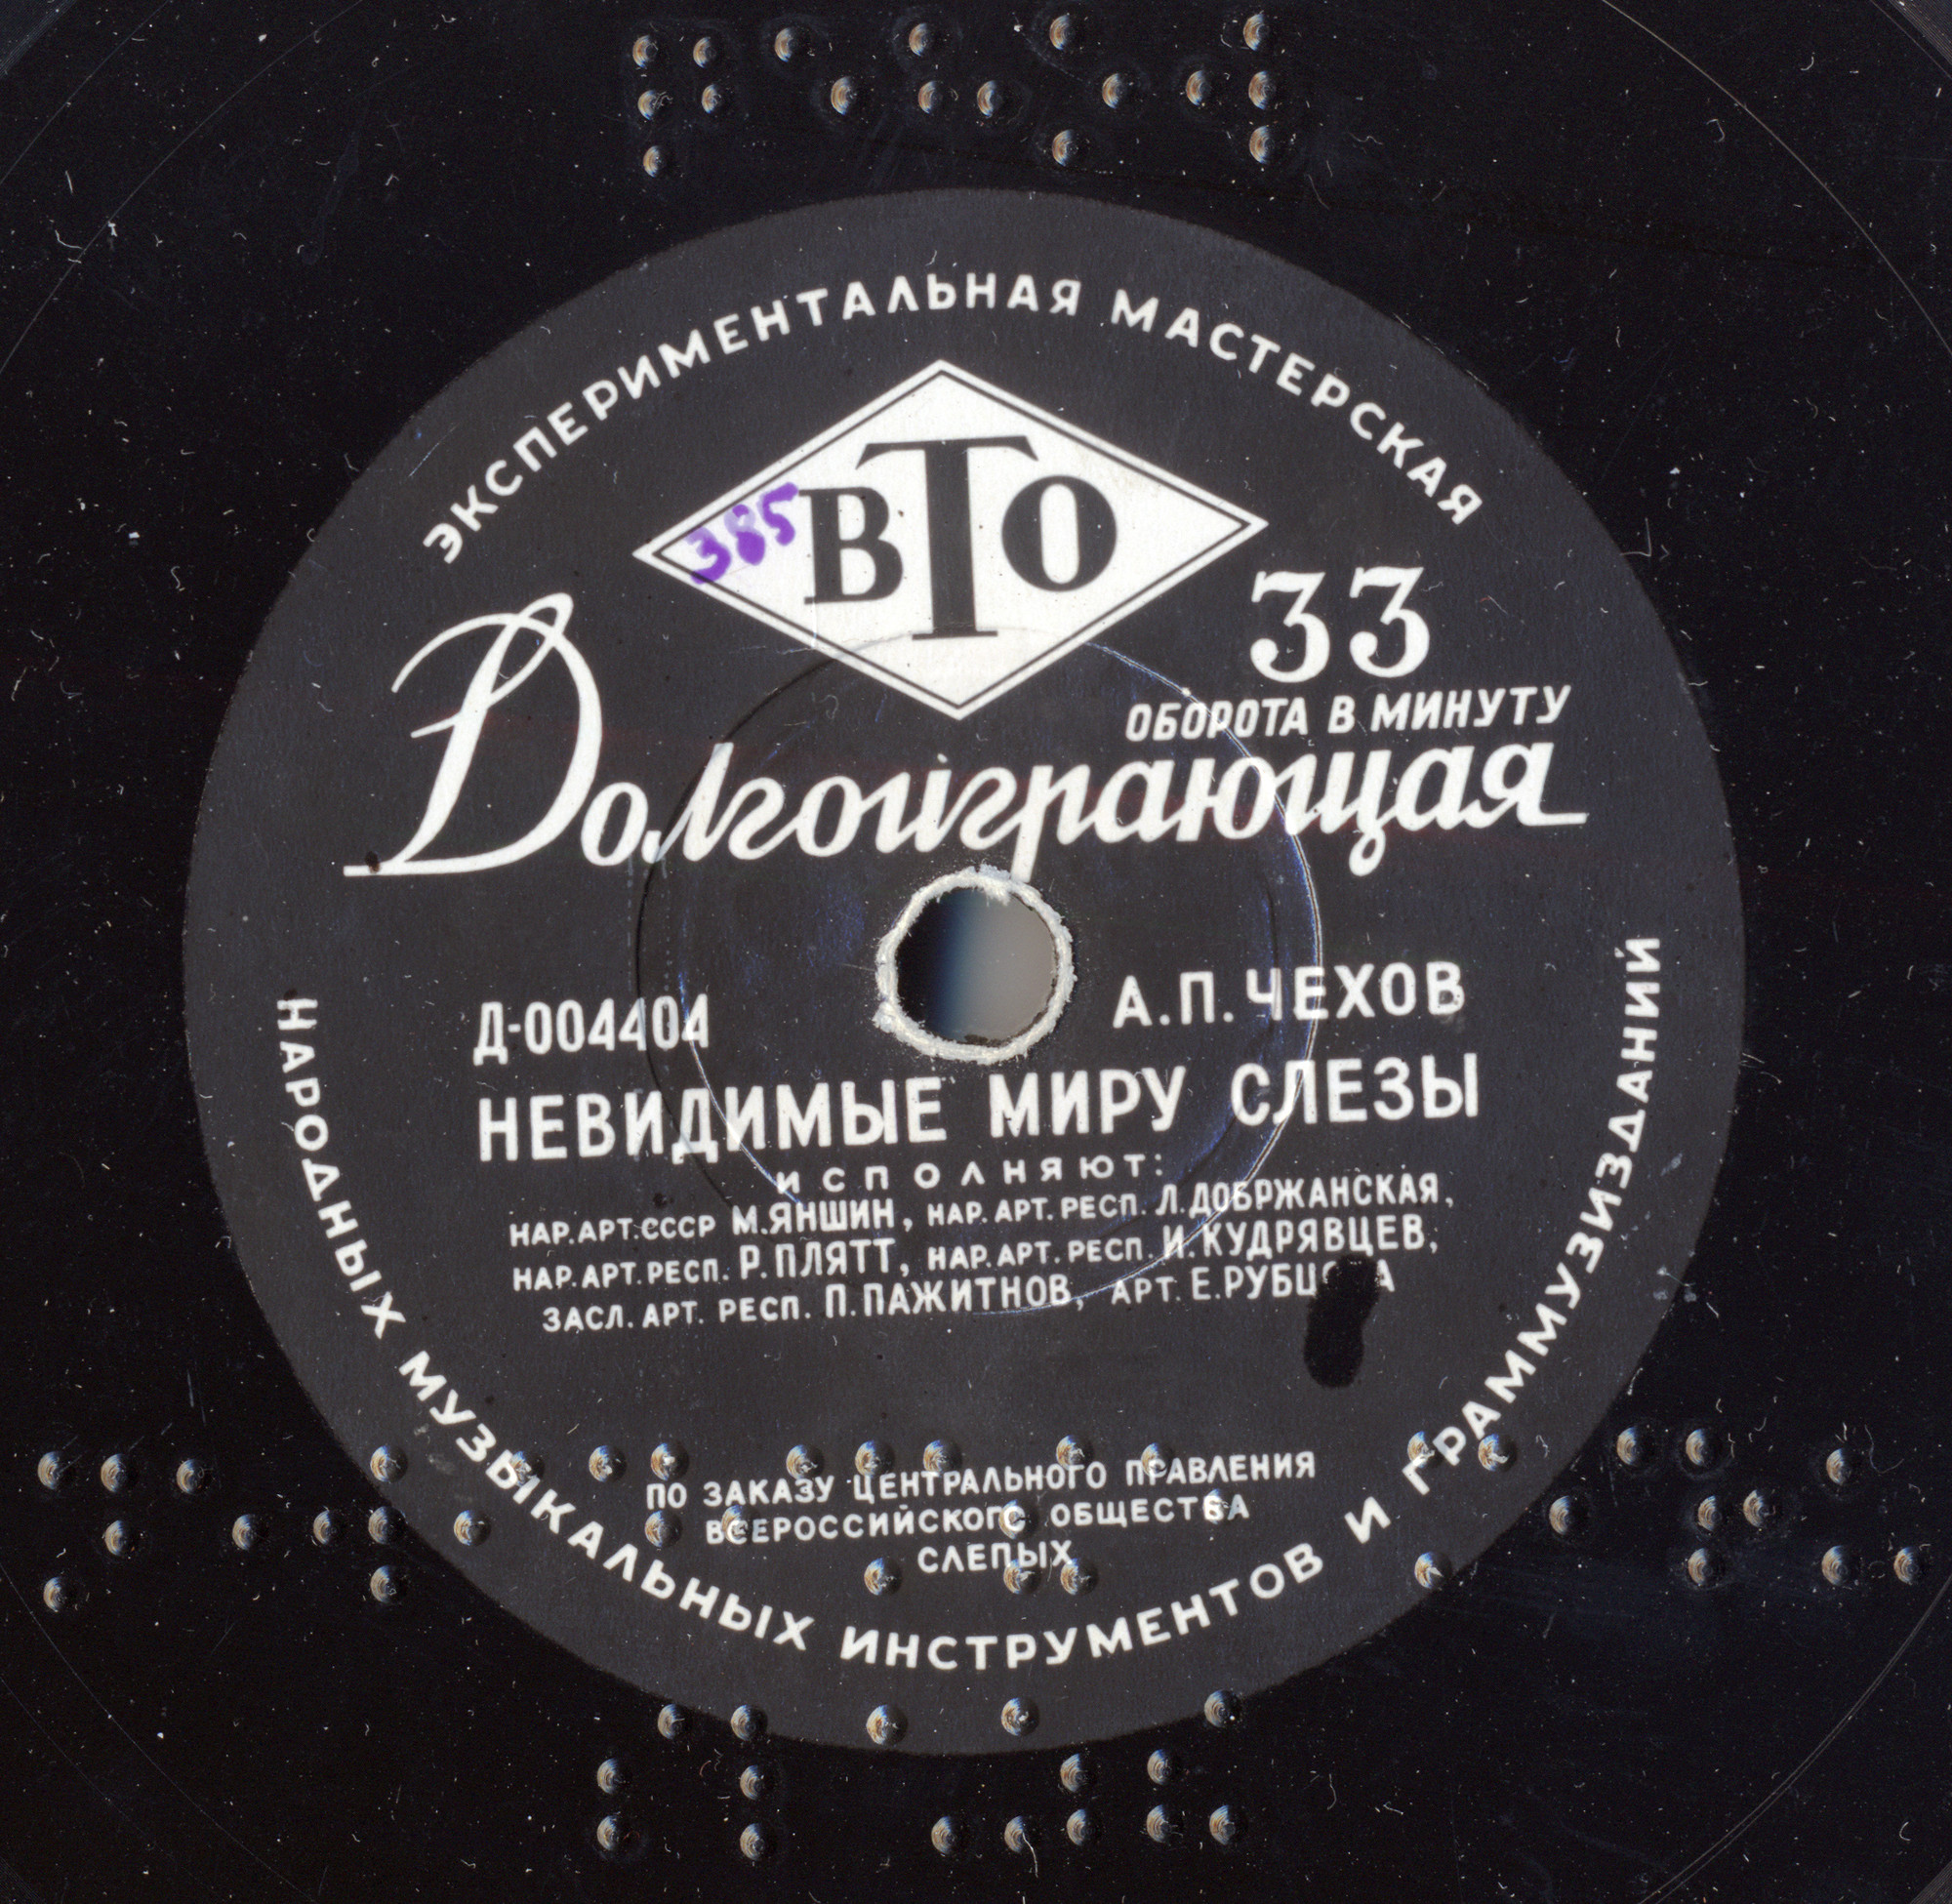 ⠟⠑⠓⠕⠺
ЭКСПЕРИМЕНТАЛЬНАЯ МАСТЕРСКАЯ
ВТО
385
33
ОБОРОТА В МИНУТУ
Долгоиграющая
Д-004404
А.П.ЧЕХОВ
НЕВИДИМЫЕ МИРУ СЛЕЗЫ
ИСПОЛНЯЮТ:
НАР.АРТ.СССР М.ЯНШИН, НАР.АРТ.РЕСП. Л.ДОБРЖАНСКАЯ,
НАР.АРТ.РЕСП. Р.ПЛЯТТ, НАР.АРТ.РЕСП. И.КУДРЯВЦЕВ,
ЗАСЛ.АРТ.РЕСП. П.ПАЖИТНОВ, АРТ. Е.РУБЦОВА
ПО ЗАКАЗУ ЦЕНТРАЛЬНОГО ПРАВЛЕНИЯ
ВСЕРОССИЙСКОГО ОБЩЕСТВА
СЛЕПЫХ
НАРОДНЫХ МУЗЫКАЛЬНЫХ ИНСТРУМЕНТОВ И ГРАММУЗИЗДАНИЙ
⠝⠑⠺⠊⠙⠊⠍⠮⠑ ⠍⠊⠗⠥
⠎⠇⠡⠵⠮